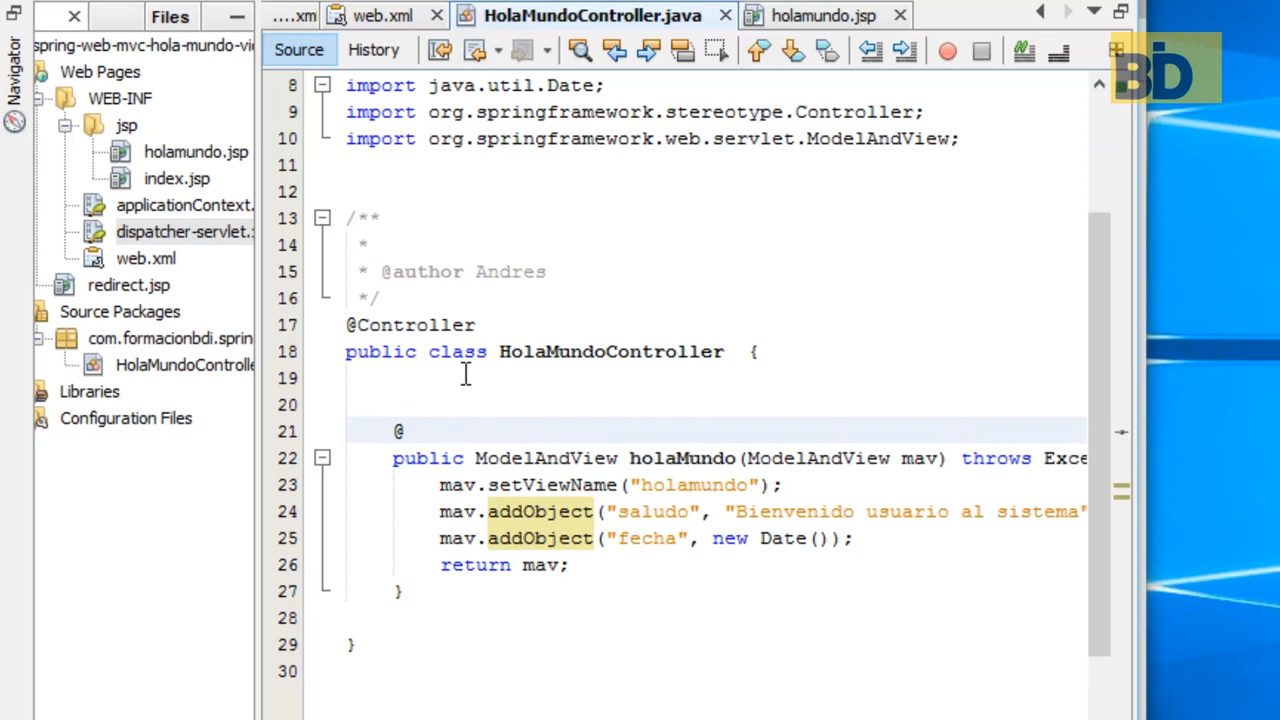 Files
....xm
web.xml
HolaMundoController.java
holamundo.jsp
Navigator
spring-web-mvc-hola-mundo-vi
Web Pages
WEB-INF
jsp
holamundo.jsp
index.jsp
applicationContext.
dispatcher-servlet.x
web.xml
redirect.jsp
Source Packages
com.formacionbdi.sprin
HolaMundoControlle
Libraries
Configuration Files
Source
History
BDI
8 import java.util.Date;
9 import org.springframework.stereotype.Controller;
10 import org.springframework.web.servlet.ModelAndView;
11
12
13 /**
14 *
15 * @author Andres
16 */
17 @Controller
18 public class HolaMundoController {
19
20
21 @
22 public ModelAndView holaMundo(ModelAndView mav) throws Exce
23 mav.setViewName("holamundo");
24 mav.addObject("saludo", "Bienvenido usuario al sistema"
25 mav.addObject("fecha", new Date());
26 return mav;
27 }
28
29 }
30